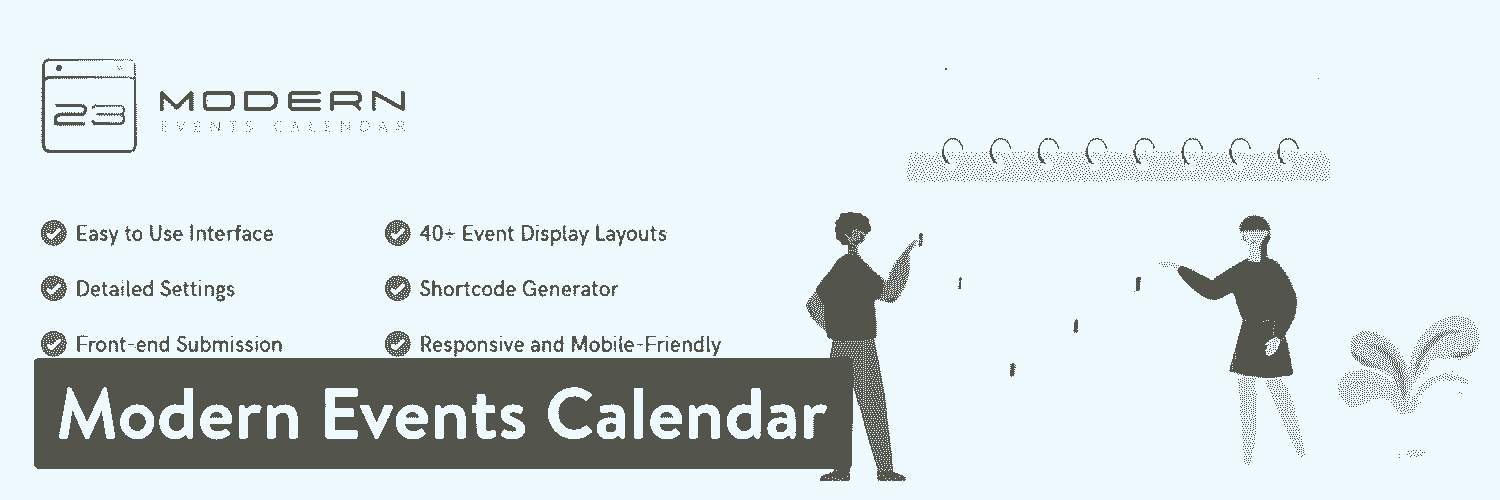 23
MODERN
EVENTS CALENDAR
Easy to Use Interface
40+ Event Display Layouts
Detailed Settings
Shortcode Generator
Front-end Submission
Responsive and Mobile-Friendly
Modern Events Calendar